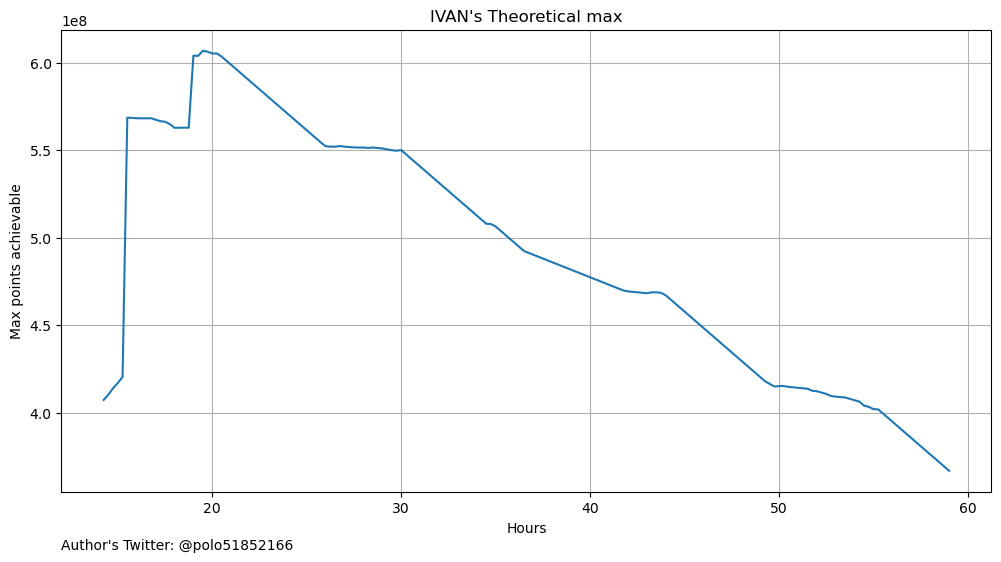 IVAN's Theoretical max
1e8
6.0
5.5
5.0
4.5
4.0
Max points achievable
20 30 40 50 60
Hours
Author's Twitter: @polo51852166